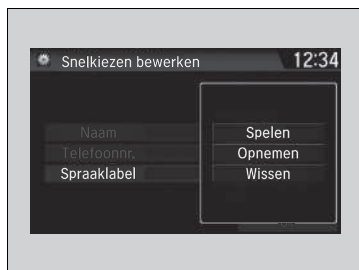 Snelkiezen bewerken 12:34
Naam
Telefoonnr.
Spraaklabel
Spelen
Opnemen
Wissen